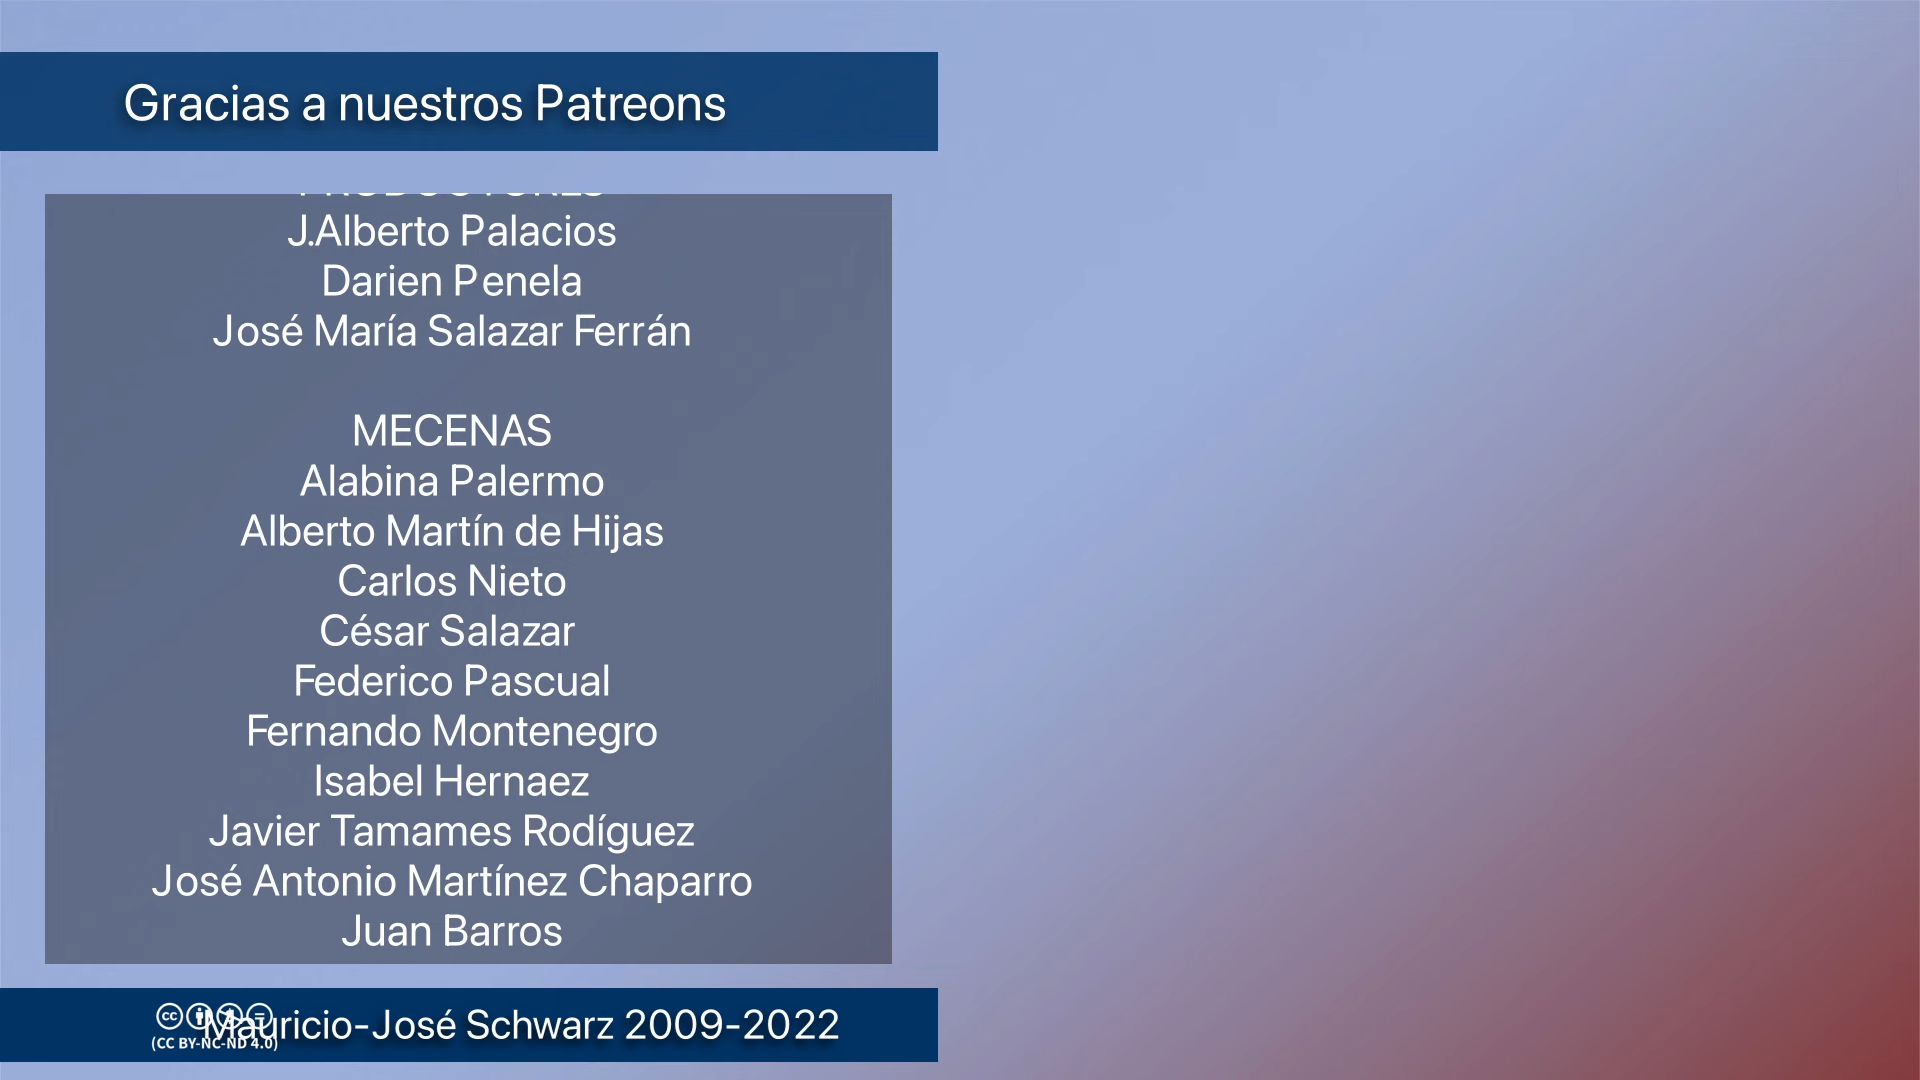 Gracias a nuestros Patreons
PRODUCTORES
J.Alberto Palacios
Darien Penela
José María Salazar Ferrán
MECENAS
Alabina Palermo
Alberto Martín de Hijas
Carlos Nieto
César Salazar
Federico Pascual
Fernando Montenegro
Isabel Hernaez
Javier Tamames Rodíguez
José Antonio Martínez Chaparro
Juan Barros
Mauricio-José Schwarz 2009-2022
(CC BY-NC-ND 4.0)